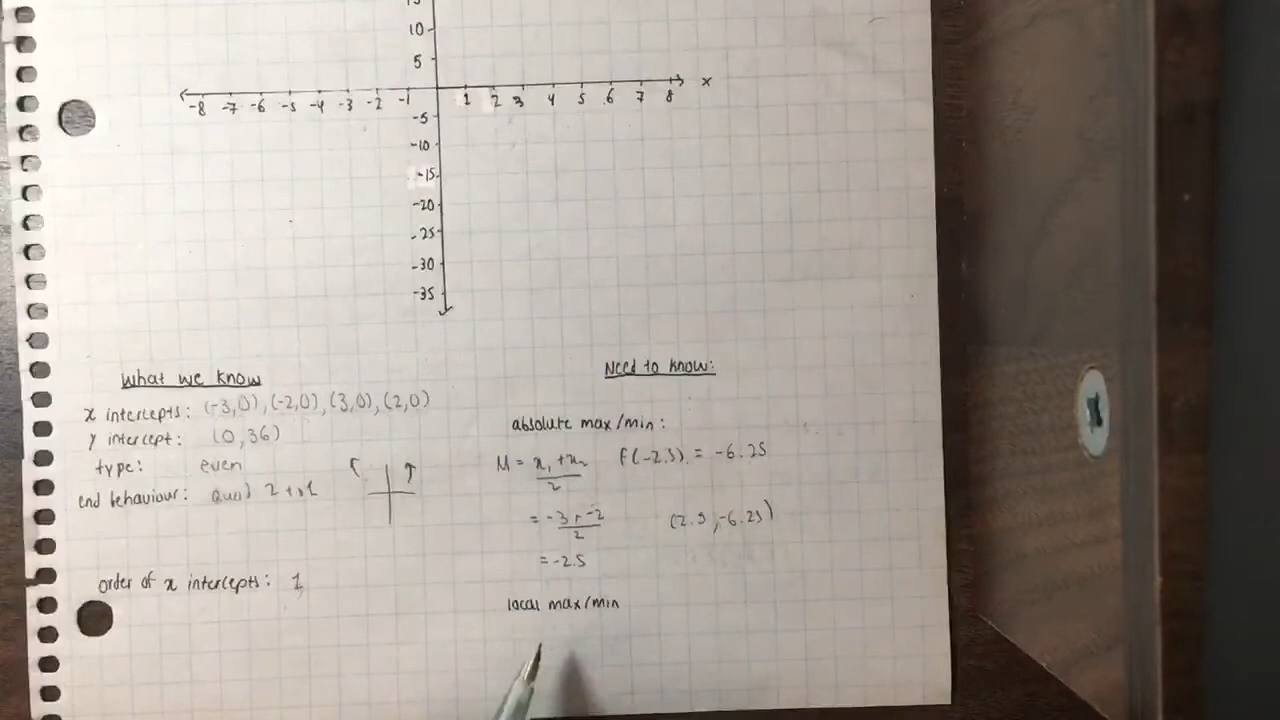 15
10
5
-8 -7 -6 -5 -4 -3 -2 -1 1 2 3 4 5 6 7 8 x
-5
-10
-15
-20
-25
-30
-35
What we know
x intercepts: (-3,0), (-2,0), (3,0), (2,0)
y intercept: (0,36)
type: even
end behaviour: quad 2 to 1
order of x intercepts: 1,
Need to know:
absolute max/min:
M = x₁ + x₂ / 2 f(-2.5) = -6.25
= -3 + -2 / 2 (2.5, -6.25)
= -2.5
local max/min